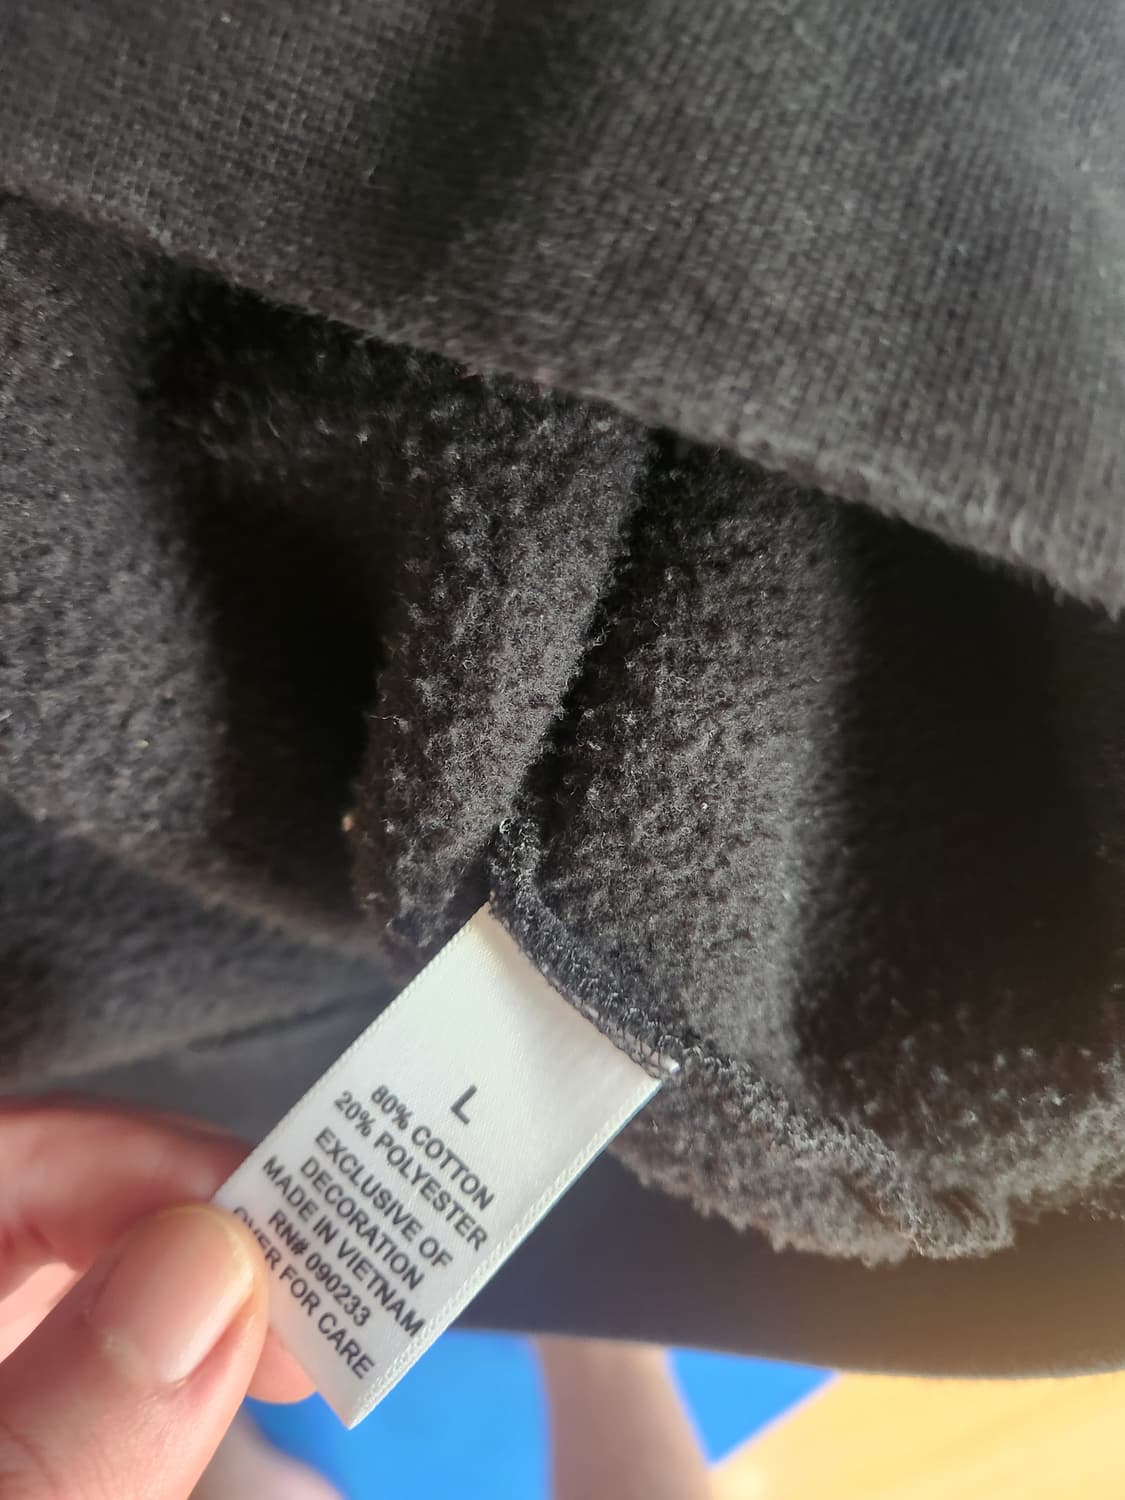 L
80% COTTON
20% POLYESTER
EXCLUSIVE OF
DECORATION
MADE IN VIETNAM
RN# 090233
OVER FOR CARE